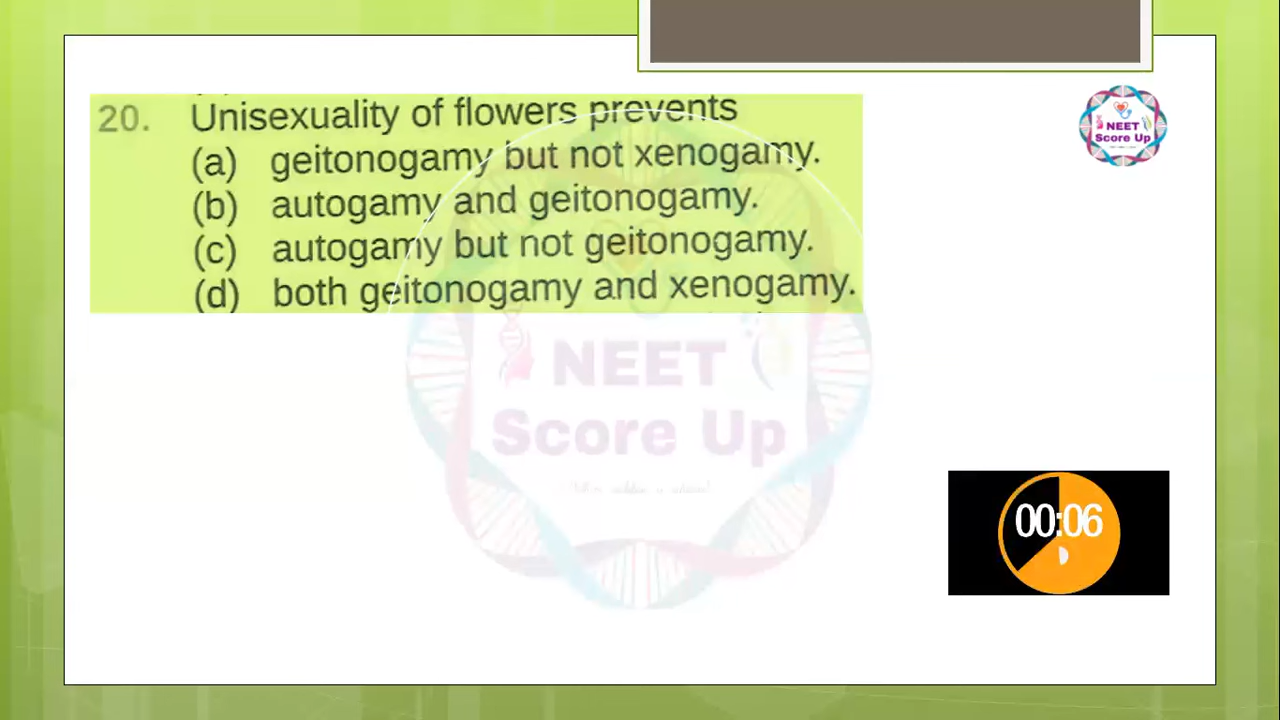 20. Unisexuality of flowers prevents
(a) geitonogamy but not xenogamy.
(b) autogamy and geitonogamy.
(c) autogamy but not geitonogamy.
(d) both geitonogamy and xenogamy.
NEET
Score Up
NEET
Score Up
00:06